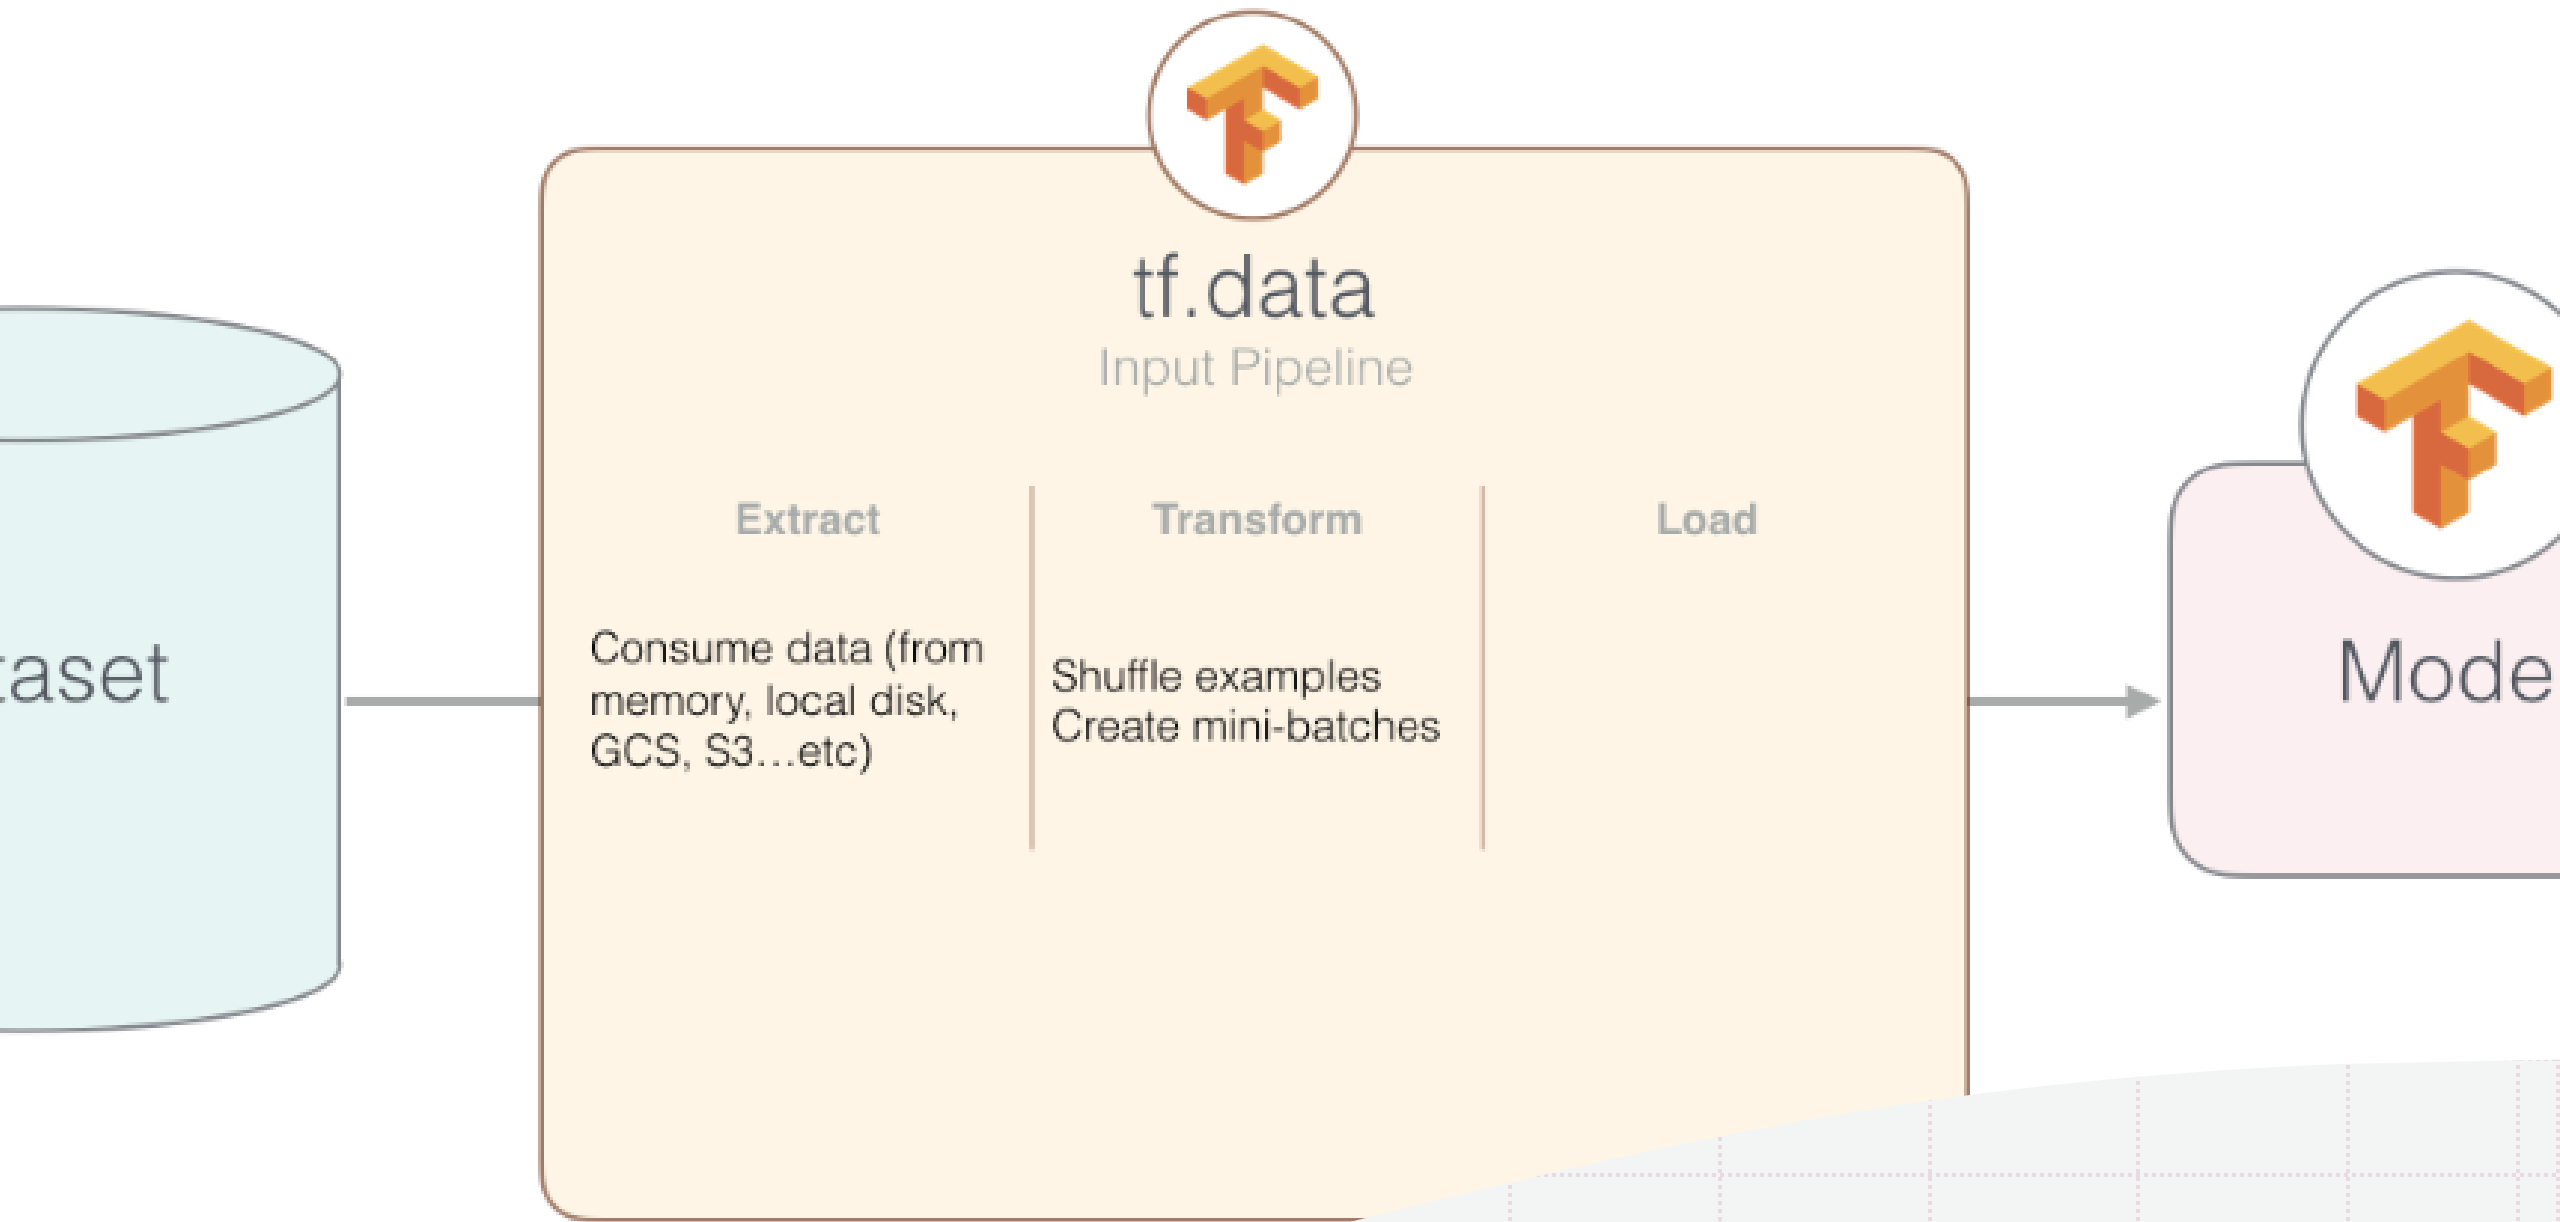 tf.data
Input Pipeline
Extract
Transform
Load
Consume data (from
memory, local disk,
GCS, S3...etc)
Shuffle examples
Create mini-batches
taset
Mode